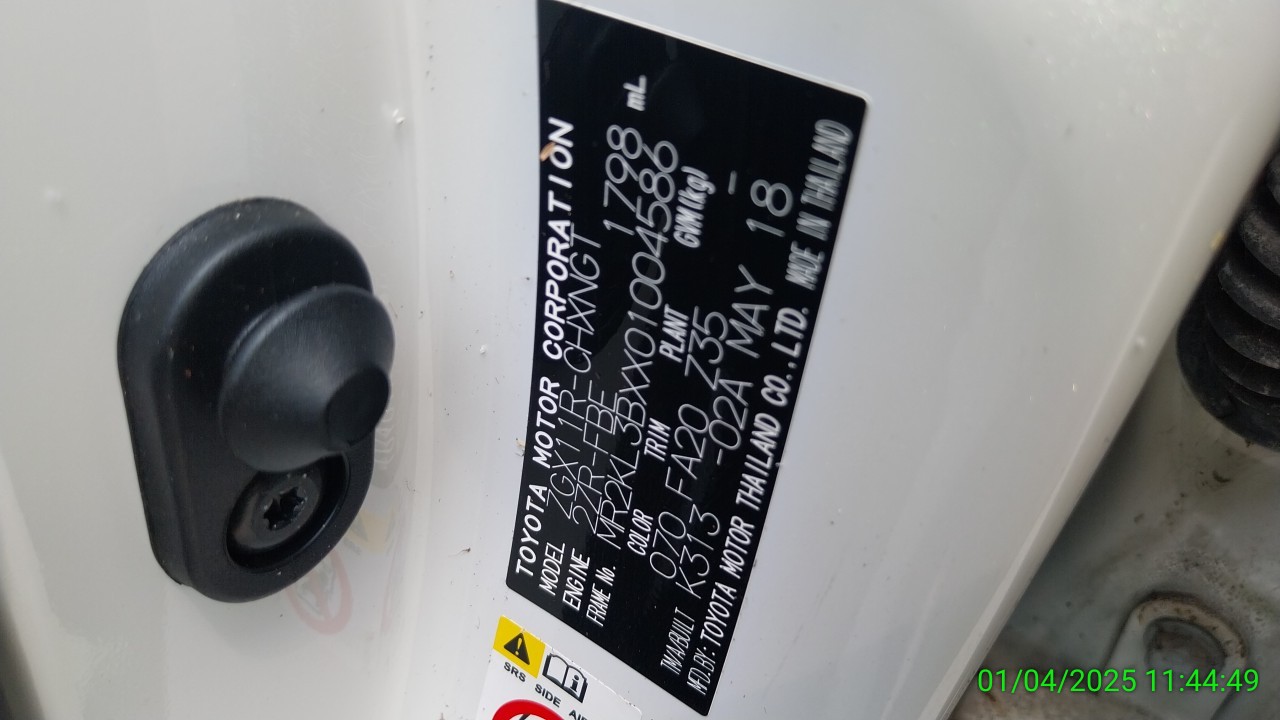 TOYOTA MOTOR CORPORATION
MODEL ZGX11R-CHXNGT
ENGINE 2ZR-FBE 1798 mL
FRAME No. MR2KL3BXX01004586
COLOR TRIM PLANT GVM(kg)
070 FA20 Z35 -
TM/A/BUILT K313 -02A MAY 18
MFD.BY: TOYOTA MOTOR THAILAND CO.,LTD. MADE IN THAILAND
SRS SIDE
01/04/2025 11:44:49